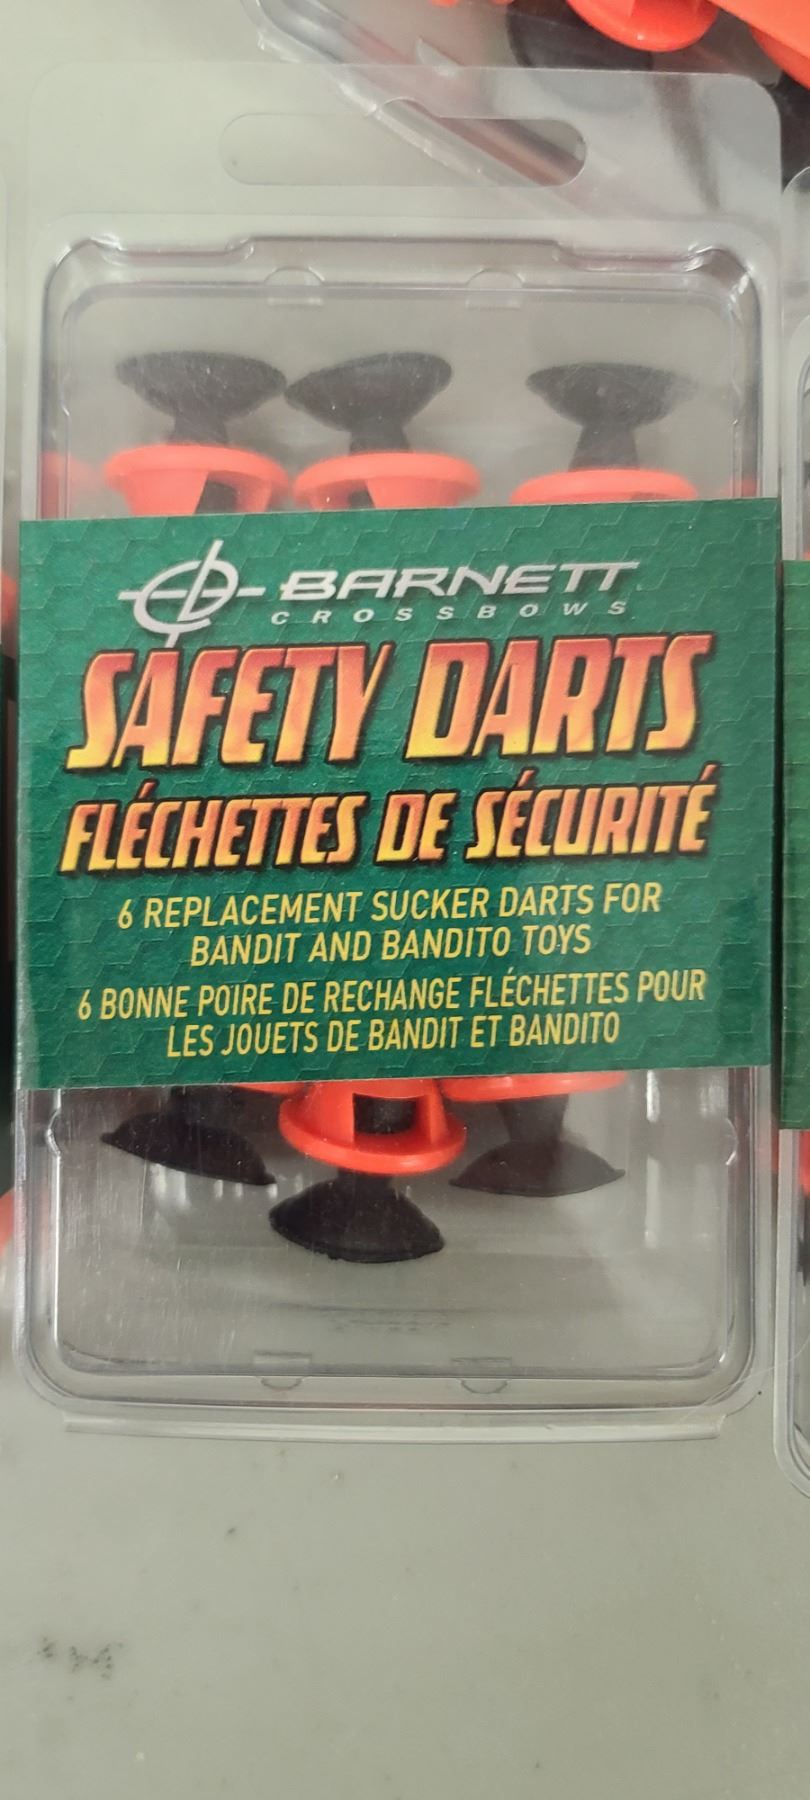 BARNETT
CROSSBOWS
SAFETY DARTS
FLÉCHETTES DE SÉCURITÉ
6 REPLACEMENT SUCKER DARTS FOR
BANDIT AND BANDITO TOYS
6 BONNE POIRE DE RECHANGE FLÉCHETTES POUR
LES JOUETS DE BANDIT ET BANDITO